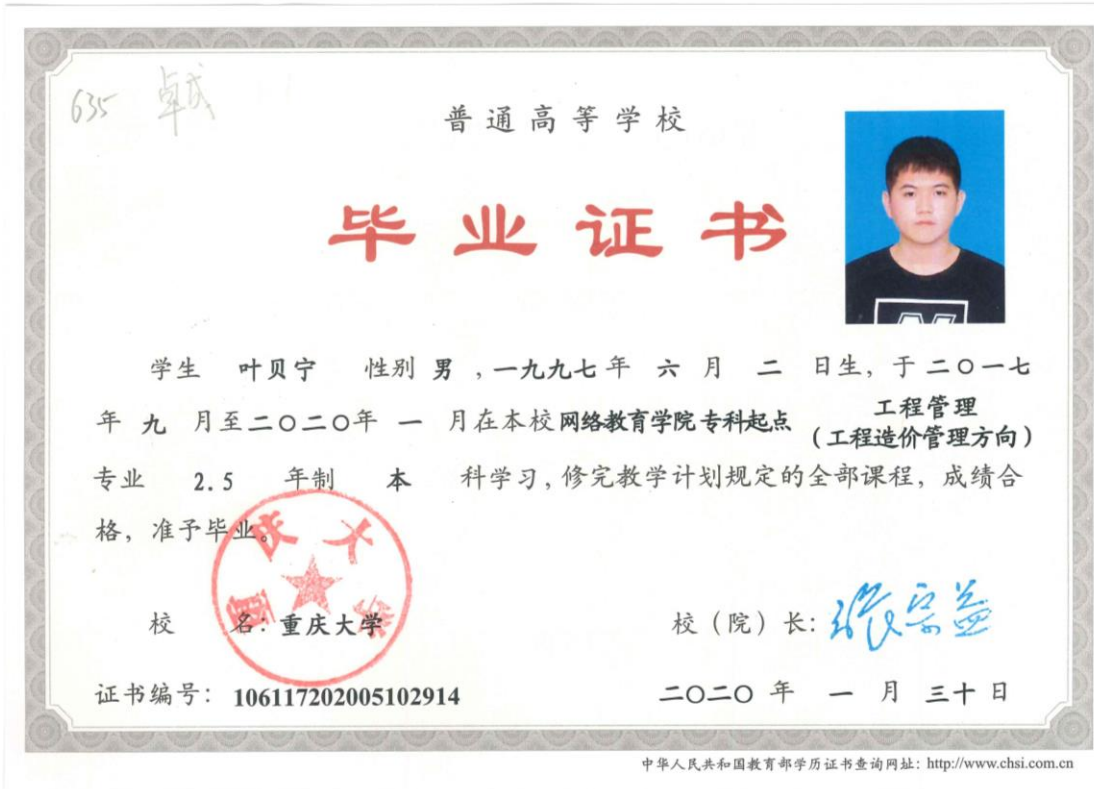 635 卓成
普通高等学校
毕业证书
学生 叶贝宁 性别 男 ,一九九七年 六 月 二 日生, 于二〇一七
年 九 月至二〇二〇年 一 月在本校网络教育学院 专科起点 工程管理
(工程造价管理方向)
专业 2.5 年制 本 科学习, 修完教学计划规定的全部课程, 成绩合
格, 准予毕业。
重庆大学
校 名: 重庆大学 校(院)长: 张宗益
证书编号: 106117202005102914 二〇二〇 年 一 月 三十 日
中华人民共和国教育部学历证书查询网址: http://www.chsi.com.cn